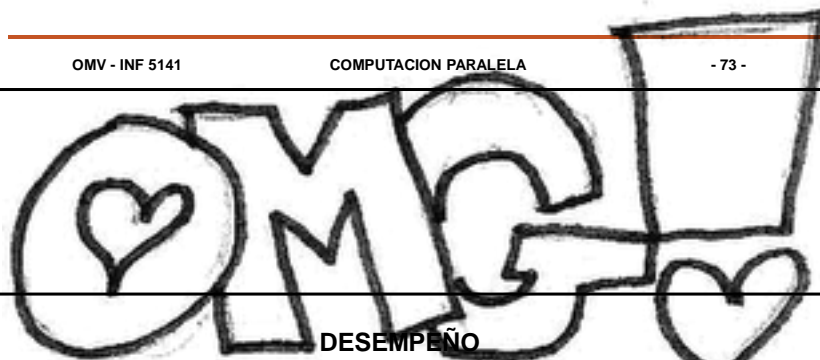 OMV - INF 5141 COMPUTACION PARALELA - 73 -
OMG!
DESEMPEÑO